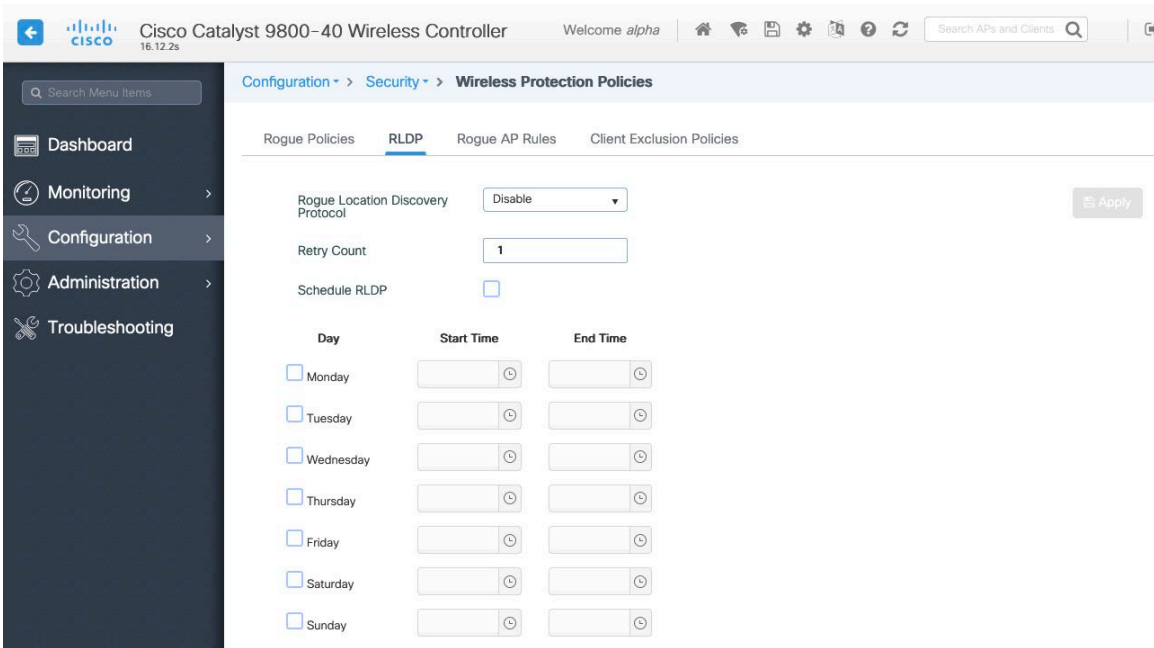 CISCO
Cisco Catalyst 9800-40 Wireless Controller
16.12.2s
Welcome alpha
Search APs and Clients
Search Menu Items
Dashboard
Monitoring
Configuration
Administration
Troubleshooting
Configuration > Security > Wireless Protection Policies
Rogue Policies RLDP Rogue AP Rules Client Exclusion Policies
Rogue Location Discovery
Protocol
Disable
Apply
Retry Count 1
Schedule RLDP
Day Start Time End Time
Monday
Tuesday
Wednesday
Thursday
Friday
Saturday
Sunday